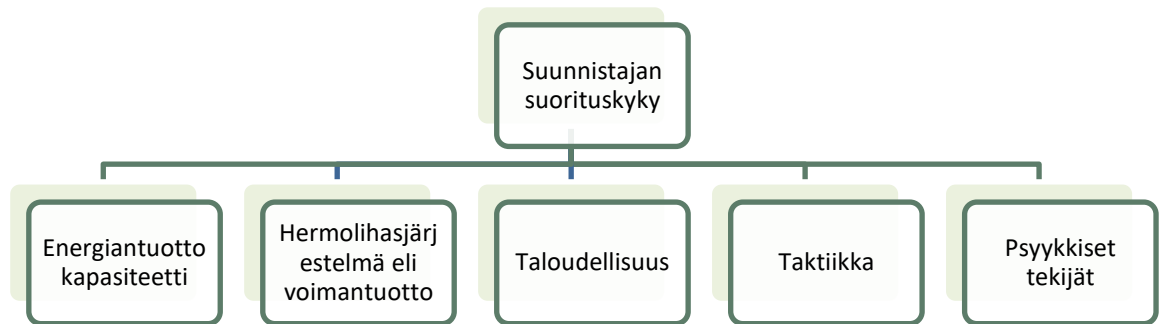 Suunnistajan
suorituskyky
Energiantuotto
kapasiteetti
Hermolihasjärj
estelmä eli
voimantuotto
Taloudellisuus
Taktiikka
Psyykkiset
tekijät